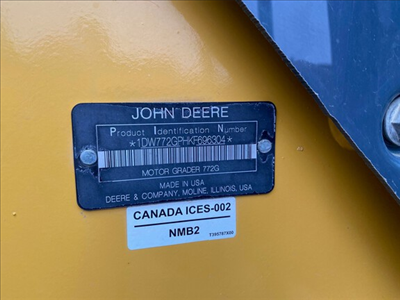 JOHN DEERE
Product Identification Number
*1DW772GPHKF696304*
MOTOR GRADER 772G
MADE IN USA
DEERE & COMPANY, MOLINE, ILLINOIS, USA
CANADA ICES-002
NMB2